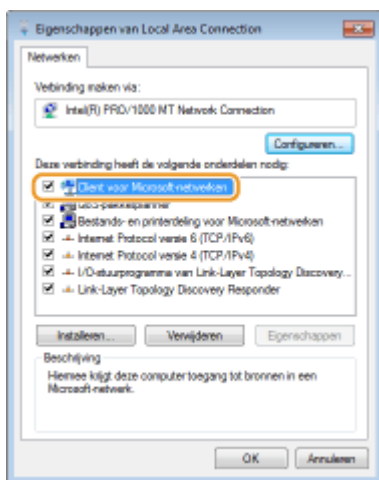 Eigenschappen van Local Area Connection
Netwerken
Verbinding maken via:
Intel(R) PRO/1000 MT Network Connection
Configureren...
Deze verbinding heeft de volgende onderdelen nodig:
Client voor Microsoft-netwerken
QoS-pakketplanner
Bestands- en printerdeling voor Microsoft-netwerken
Internet Protocol versie 6 (TCP/IPv6)
Internet Protocol versie 4 (TCP/IPv4)
I/O-stuurprogramma van Link-Layer Topology Discovery...
Link-Layer Topology Discovery Responder
Installeren...
Verwijderen
Eigenschappen
Beschrijving
Hiermee krijgt deze computer toegang tot bronnen in een
Microsoft-netwerk.
OK
Annuleren